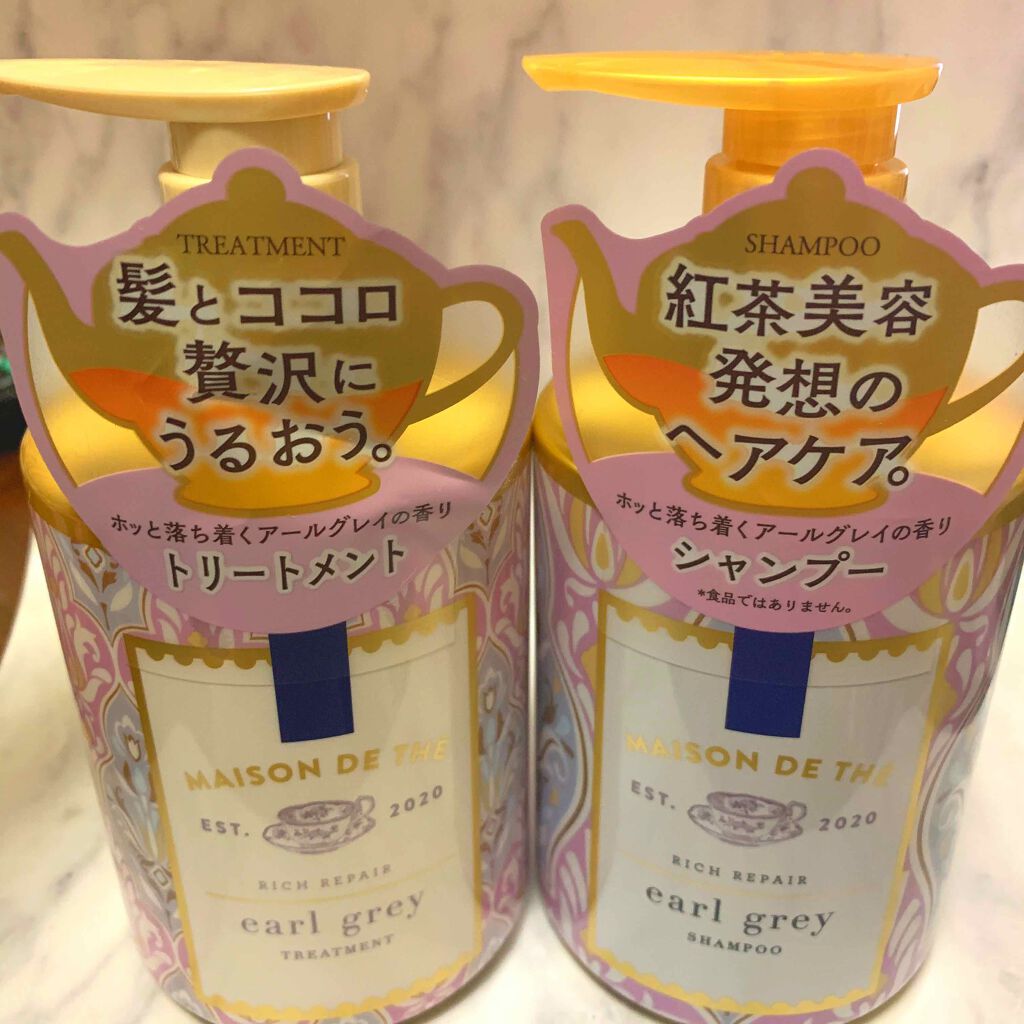 TREATMENT
髪とココロ
贅沢に
うるおう。
ホッと落ち着くアールグレイの香り
トリートメント
MAISON DE THÉ
EST. 2020
RICH REPAIR
earl grey
TREATMENT
SHAMPOO
紅茶美容
発想の
ヘアケア。
ホッと落ち着くアールグレイの香り
シャンプー
*食品ではありません。
MAISON DE THÉ
EST. 2020
RICH REPAIR
earl grey
SHAMPOO